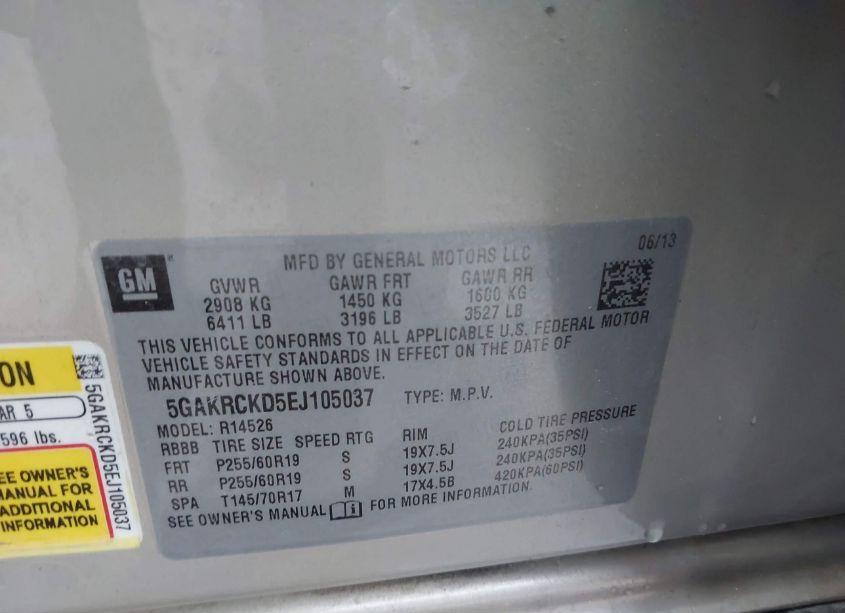 GM
MFD BY GENERAL MOTORS LLC
06/13
GVWR GAWR FRT GAWR RR
2908 KG 1450 KG 1600 KG
6411 LB 3196 LB 3527 LB
THIS VEHICLE CONFORMS TO ALL APPLICABLE U.S. FEDERAL MOTOR
VEHICLE SAFETY STANDARDS IN EFFECT ON THE DATE OF
MANUFACTURE SHOWN ABOVE.
5GAKRCKD5EJ105037 TYPE: M.P.V.
MODEL: R14526
RBBB TIRE SIZE SPEED RTG RIM COLD TIRE PRESSURE
FRT P255/60R19 S 19X7.5J 240KPA(35PSI)
RR P255/60R19 S 19X7.5J 240KPA(35PSI)
SPA T145/70R17 M 17X4.5B 420KPA(60PSI)
SEE OWNER'S MANUAL i FOR MORE INFORMATION.
ON
AR 5
596 lbs.
EE OWNER'S
MANUAL FOR
ADDITIONAL
INFORMATION
5GAKRCKD5EJ105037